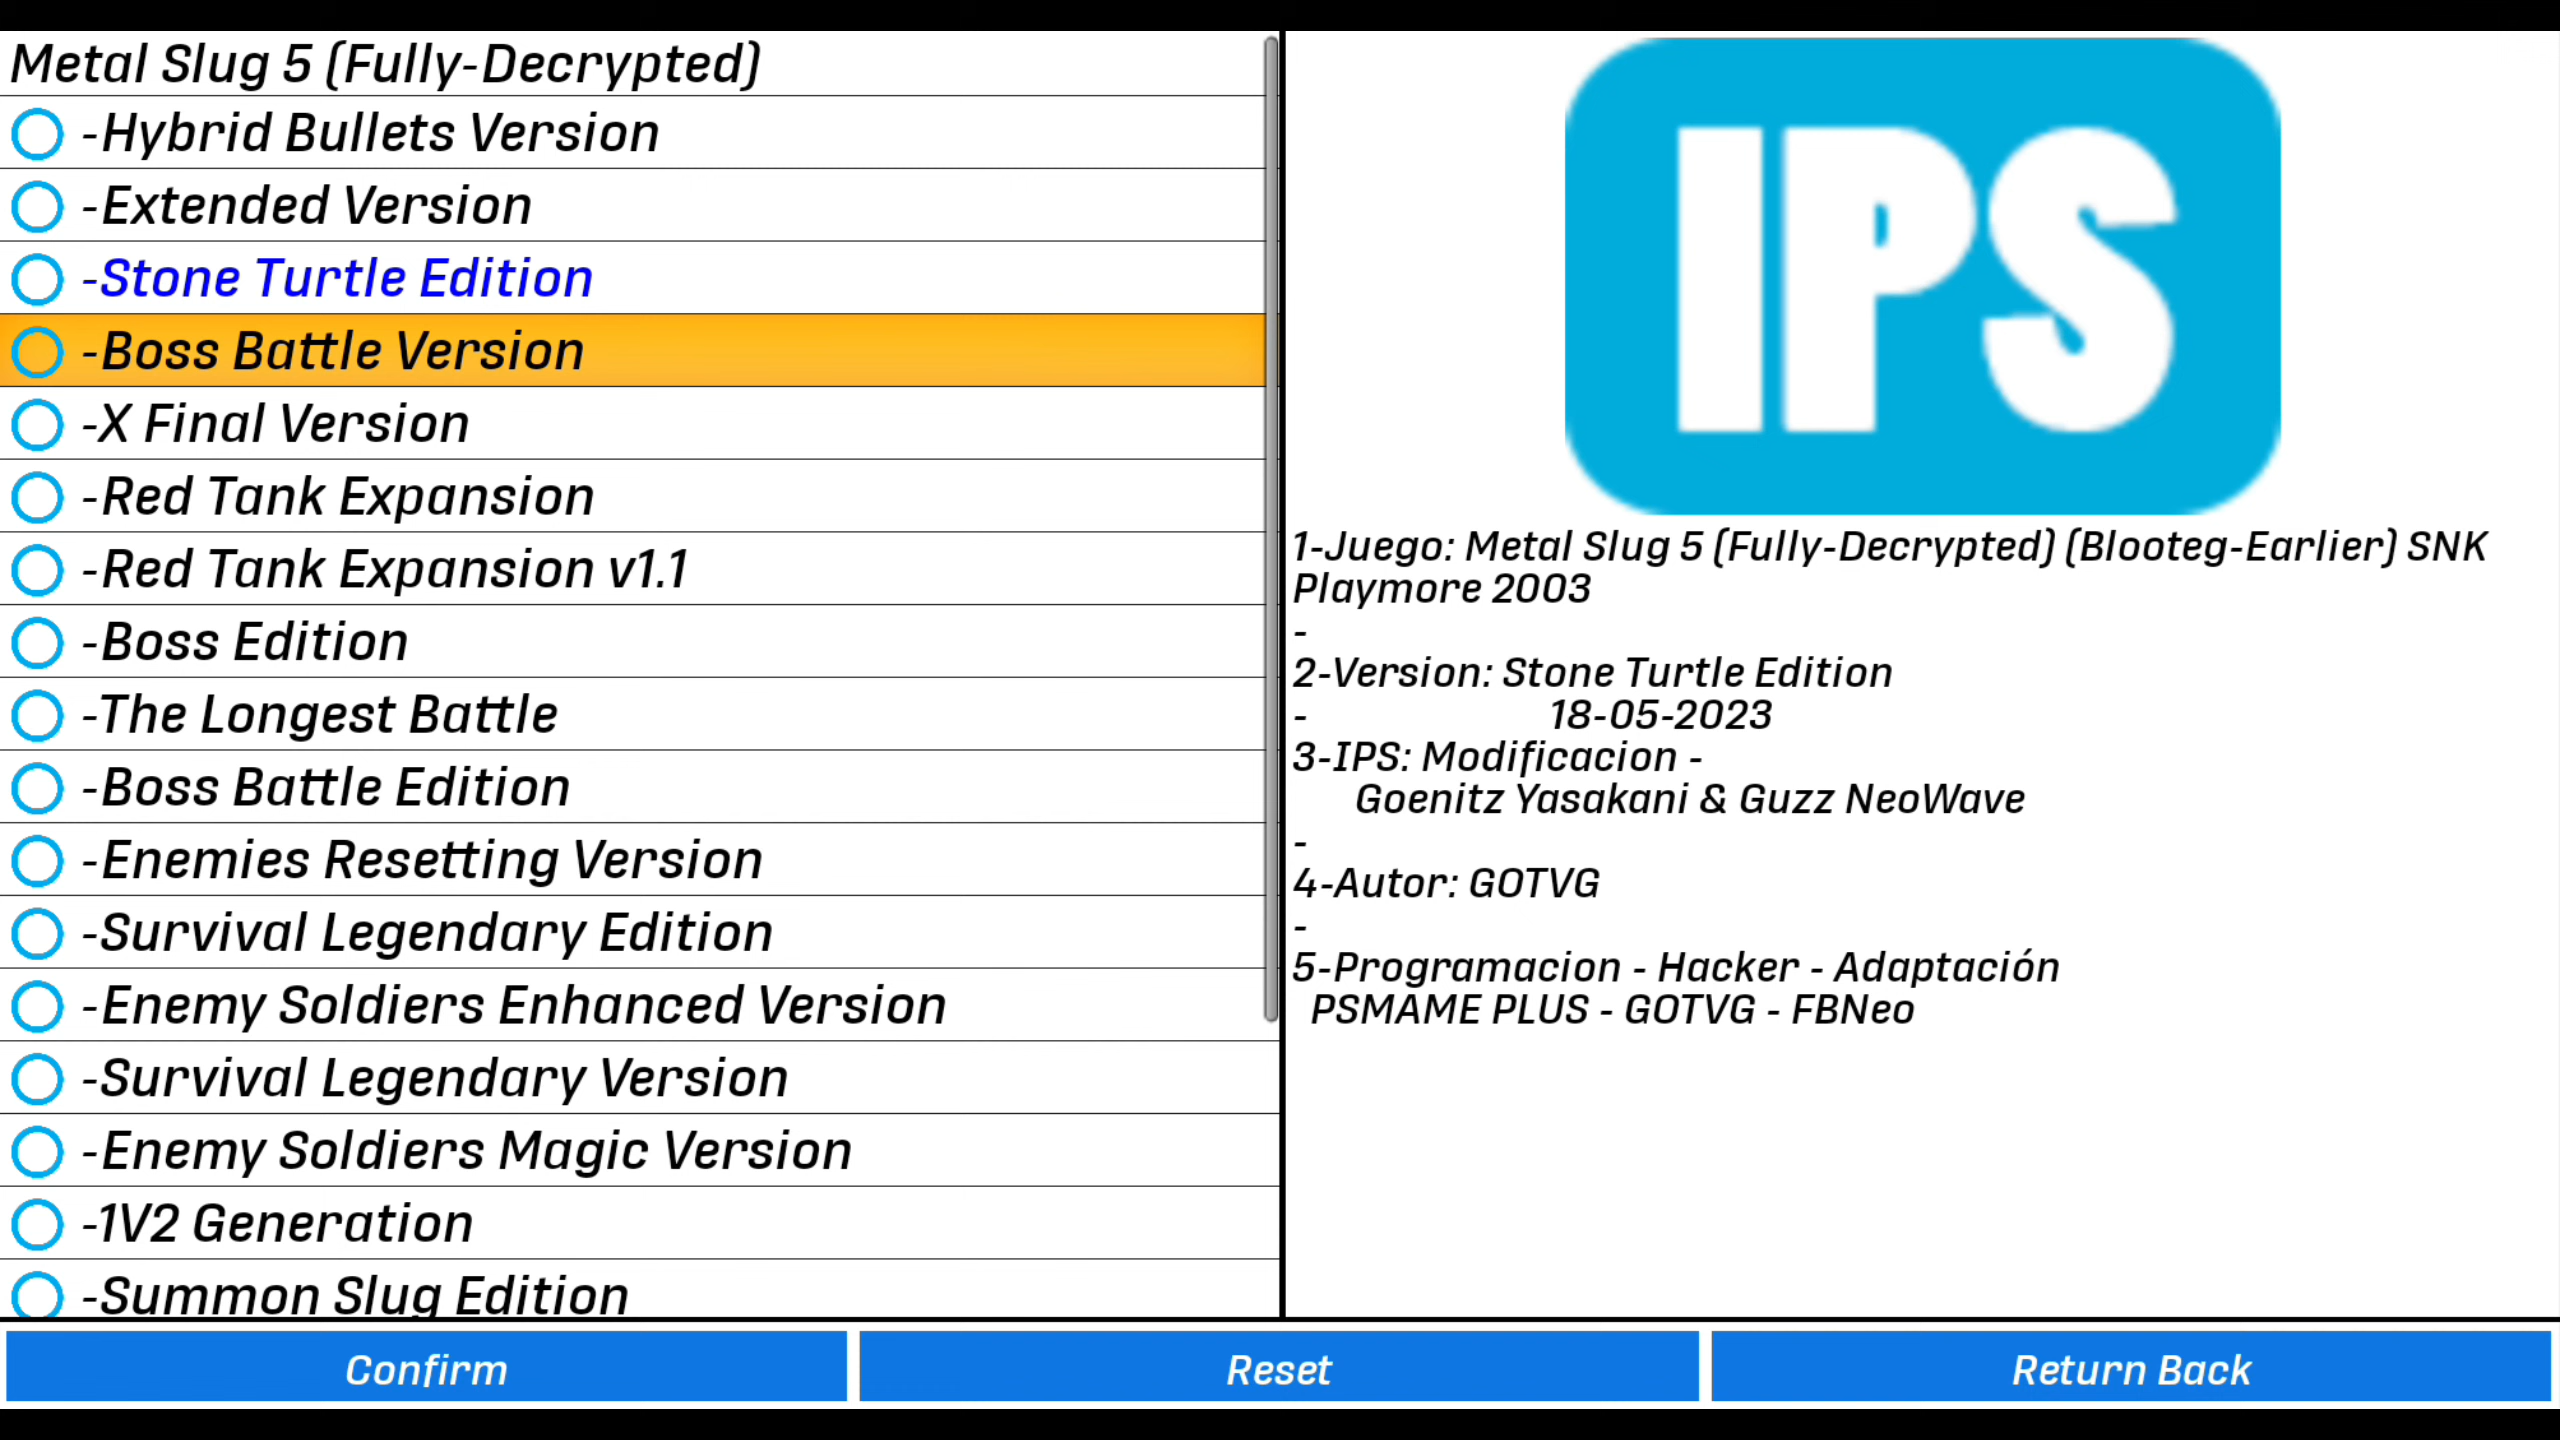 Metal Slug 5 (Fully-Decrypted)
-Hybrid Bullets Version
-Extended Version
-Stone Turtle Edition
-Boss Battle Version
-X Final Version
-Red Tank Expansion
-Red Tank Expansion v1.1
-Boss Edition
-The Longest Battle
-Boss Battle Edition
-Enemies Resetting Version
-Survival Legendary Edition
-Enemy Soldiers Enhanced Version
-Survival Legendary Version
-Enemy Soldiers Magic Version
-1V2 Generation
-Summon Slug Edition
IPS
1-Juego: Metal Slug 5 (Fully-Decrypted) (Blooteg-Earlier) SNK
Playmore 2003
-
2-Version: Stone Turtle Edition
- 18-05-2023
3-IPS: Modificacion -
Goenitz Yasakani & Guzz NeoWave
-
4-Autor: GOTVG
-
5-Programacion - Hacker - Adaptación
PSMAME PLUS - GOTVG - FBNeo
Confirm
Reset
Return Back